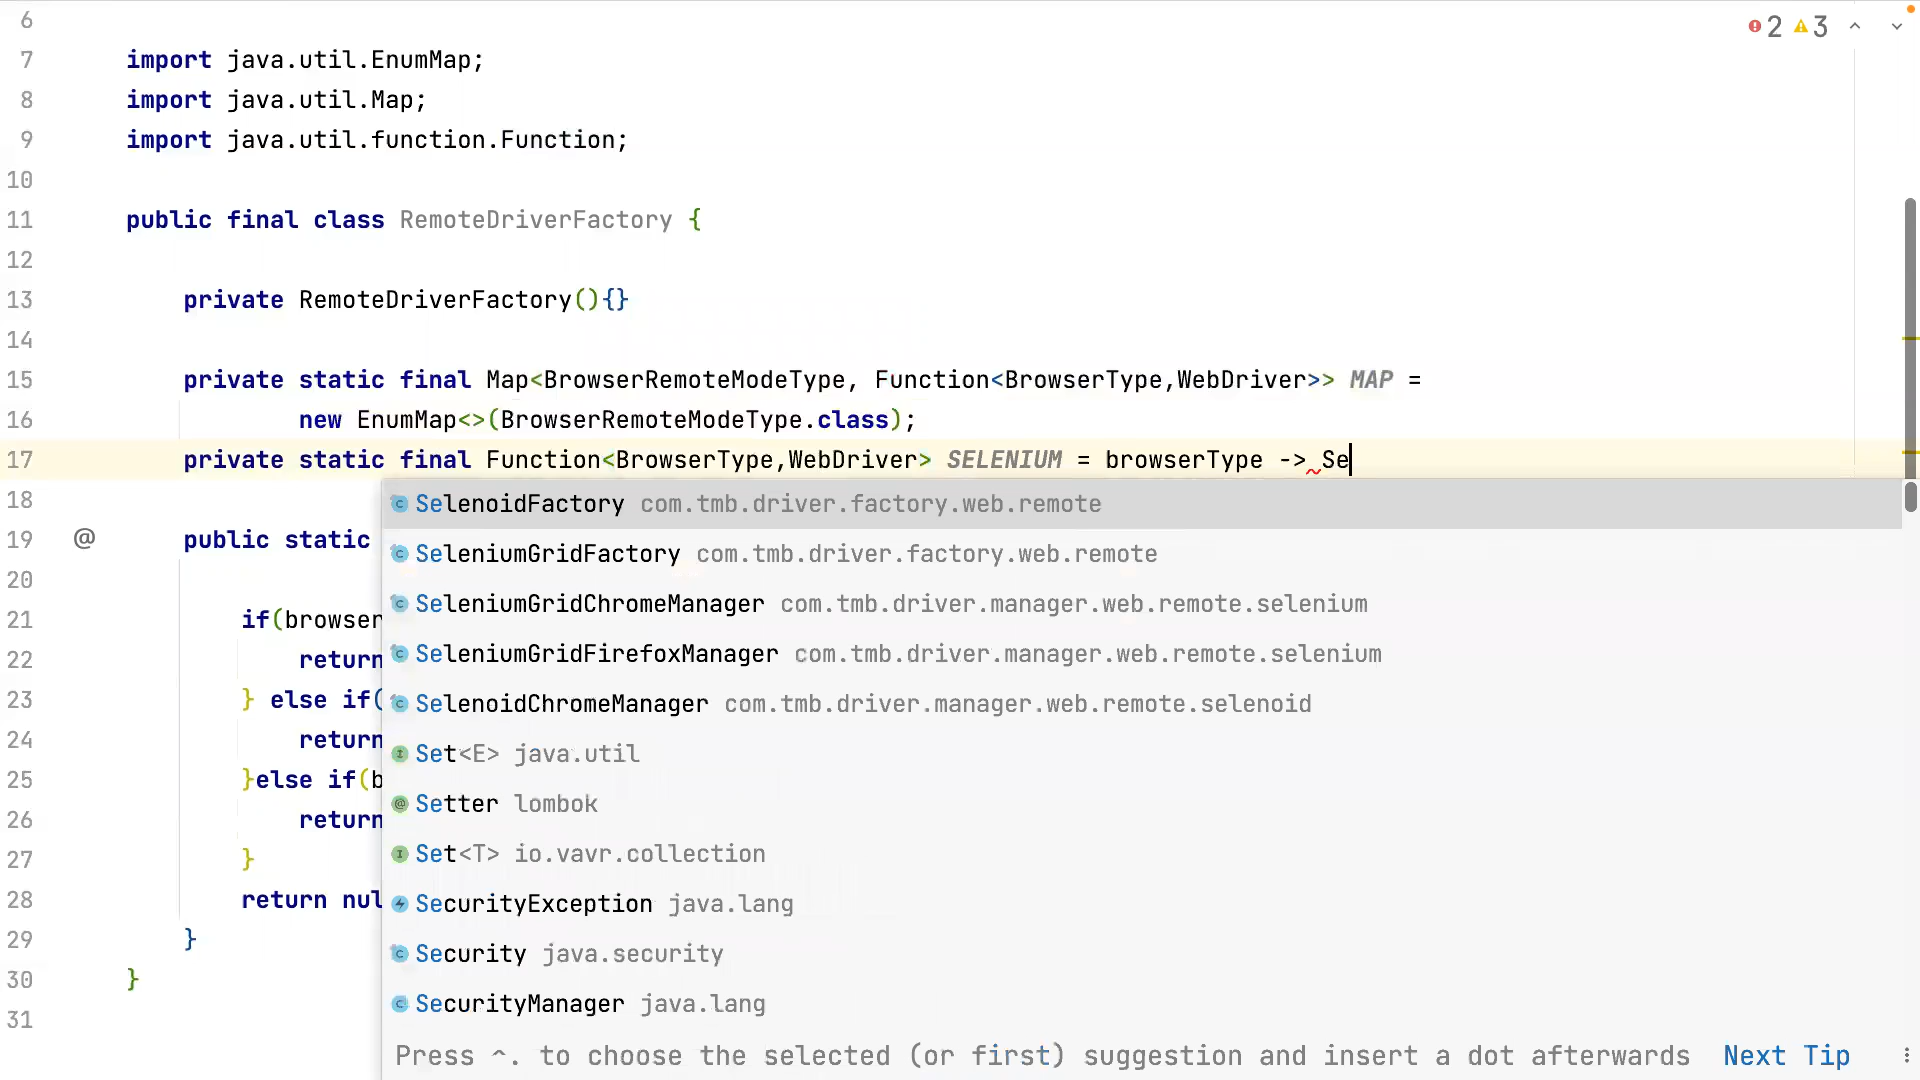 6
2 3
7 import java.util.EnumMap;
8 import java.util.Map;
9 import java.util.function.Function;
10
11 public final class RemoteDriverFactory {
12
13 private RemoteDriverFactory(){}
14
15 private static final Map<BrowserRemoteModeType, Function<BrowserType,WebDriver>> MAP =
16 new EnumMap<>(BrowserRemoteModeType.class);
17 private static final Function<BrowserType,WebDriver> SELENIUM = browserType -> Se
18
SelenoidFactory com.tmb.driver.factory.web.remote
19 @ public static
SeleniumGridFactory com.tmb.driver.factory.web.remote
20
SeleniumGridChromeManager com.tmb.driver.manager.web.remote.selenium
21 if(browser
22 return
SeleniumGridFirefoxManager com.tmb.driver.manager.web.remote.selenium
23 } else if(
SelenoidChromeManager com.tmb.driver.manager.web.remote.selenoid
24 return
Set<E> java.util
25 }else if(b
Setter lombok
26 return
Set<T> io.vavr.collection
27 }
28 return nul
SecurityException java.lang
29 }
Security java.security
30 }
SecurityManager java.lang
31
Press ^. to choose the selected (or first) suggestion and insert a dot afterwards Next Tip